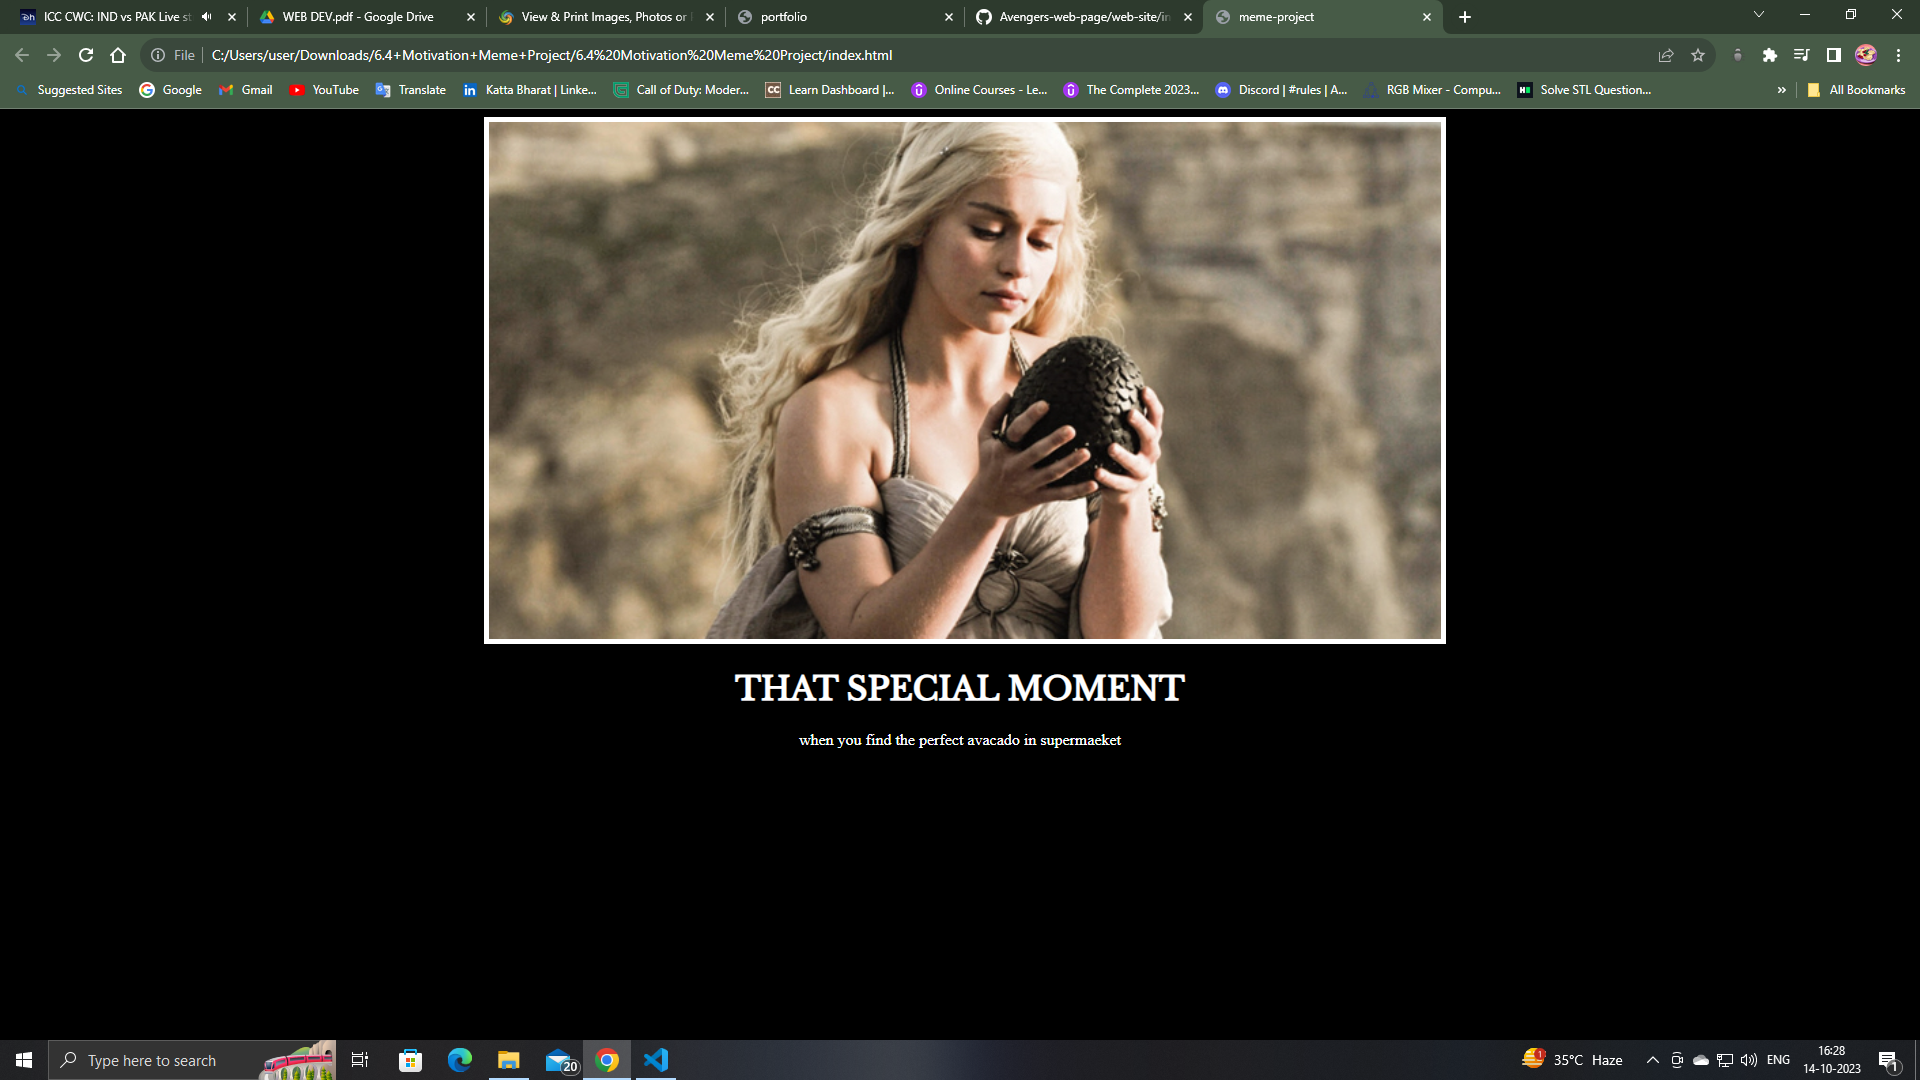 ICC CWC: IND vs PAK Live st
WEB DEV.pdf - Google Drive
View & Print Images, Photos or
portfolio
Avengers-web-page/web-site/in
meme-project
File
C:/Users/user/Downloads/6.4+Motivation+Meme+Project/6.4%20Motivation%20Meme%20Project/index.html
Suggested Sites
Google
Gmail
YouTube
Translate
Katta Bharat | Linke...
Call of Duty: Moder...
CC
Learn Dashboard |...
Online Courses - Le...
The Complete 2023...
Discord | #rules | A...
RGB Mixer - Compu...
Solve STL Question...
»
All Bookmarks
THAT SPECIAL MOMENT
when you find the perfect avacado in supermaeket
Type here to search
20
1
35°C Haze
ENG
16:28
14-10-2023
1